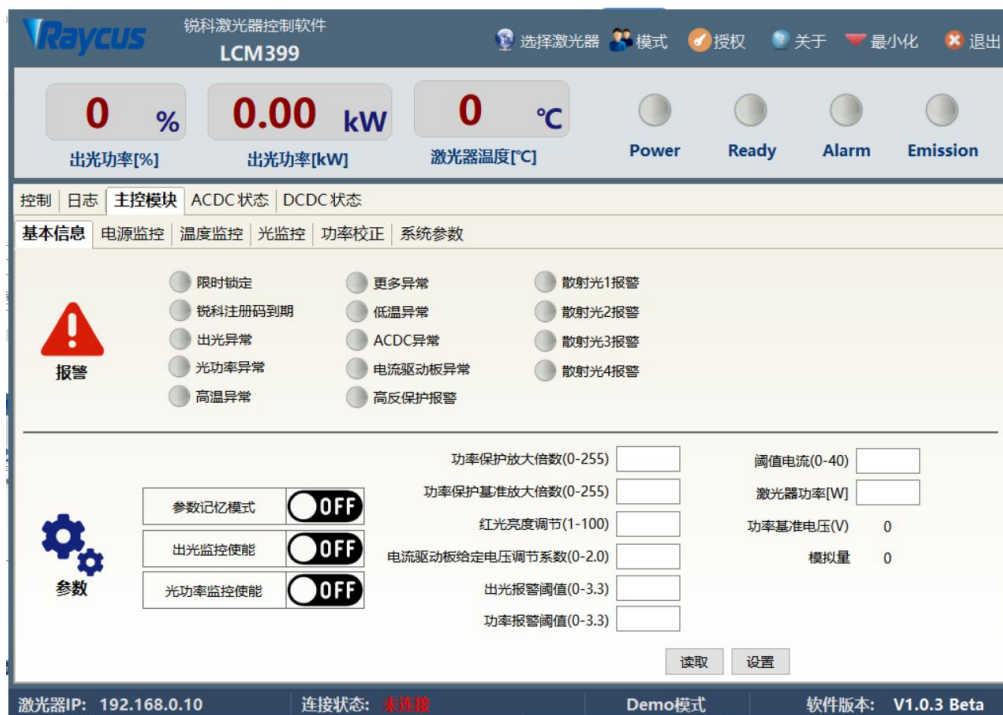 Raycus 锐科激光器控制软件
LCM399
选择激光器 模式 授权 关于 最小化 退出
0 % 0.00 kW 0 ℃
出光功率[%] 出光功率[kW] 激光器温度[℃] Power Ready Alarm Emission
控制 日志 主控模块 ACDC状态 DCDC状态
基本信息 电源监控 温度监控 光监控 功率校正 系统参数
限时锁定 更多异常 散射光1报警
锐科注册码到期 低温异常 散射光2报警
出光异常 ACDC异常 散射光3报警
光功率异常 电流驱动板异常 散射光4报警
高温异常 高反保护报警
报警
功率保护放大倍数(0-255) 阈值电流(0-40)
功率保护基准放大倍数(0-255) 激光器功率[W]
参数记忆模式 OFF 红光亮度调节(1-100) 功率基准电压(V) 0
出光监控使能 OFF 电流驱动板给定电压调节系数(0-2.0) 模拟量 0
光功率监控使能 OFF 出光报警阈值(0-3.3)
参数
功率报警阈值(0-3.3)
读取 设置
激光器IP: 192.168.0.10 连接状态: 未连接 Demo模式 软件版本: V1.0.3 Beta